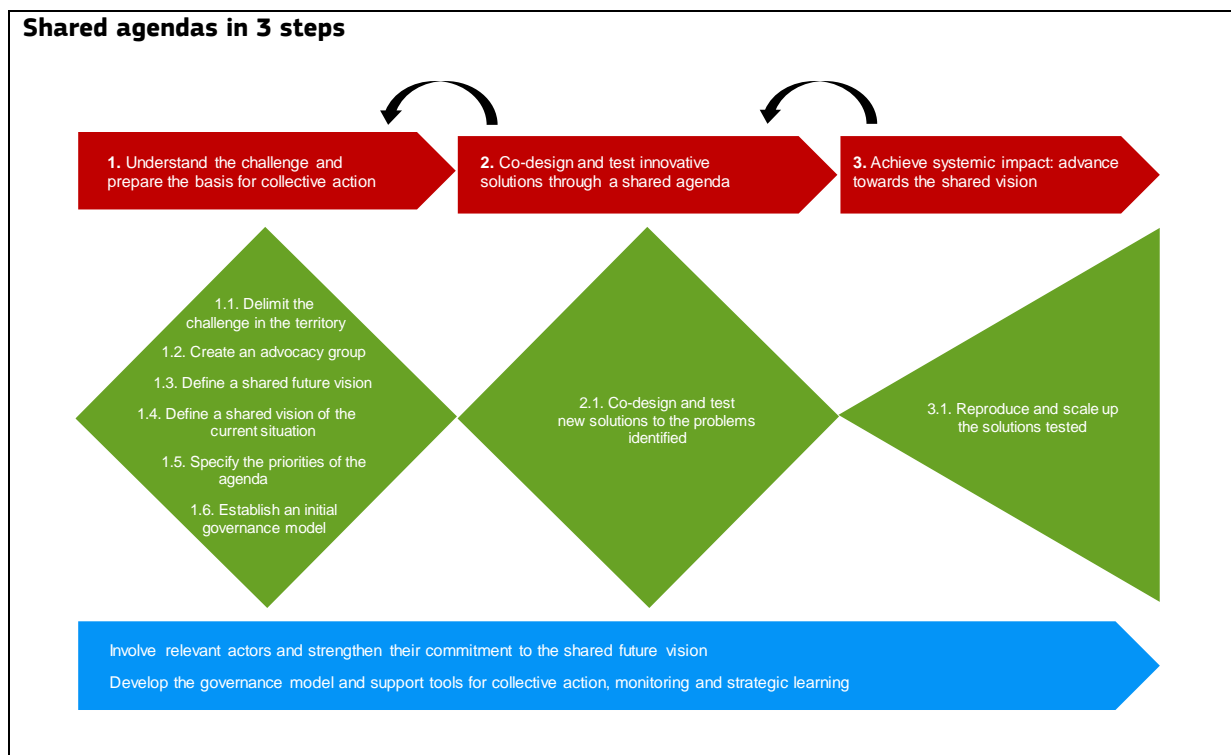 Shared agendas in 3 steps
1. Understand the challenge and
prepare the basis for collective action
2. Co-design and test innovative
solutions through a shared agenda
3. Achieve systemic impact: advance
towards the shared vision
1.1. Delimit the
challenge in the territory
1.2. Create an advocacy group
1.3. Define a shared future vision
1.4. Define a shared vision of the
current situation
1.5. Specify the priorities of the
agenda
1.6. Establish an initial
governance model
2.1. Co-design and test
new solutions to the problems
identified
3.1. Reproduce and scale up
the solutions tested
Involve relevant actors and strengthen their commitment to the shared future vision
Develop the governance model and support tools for collective action, monitoring and strategic learning